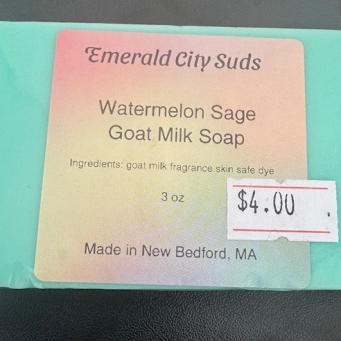 Emerald City Suds
Watermelon Sage
Goat Milk Soap
Ingredients: goat milk fragrance skin safe dye
3 oz
$4.00 .
Made in New Bedford, MA